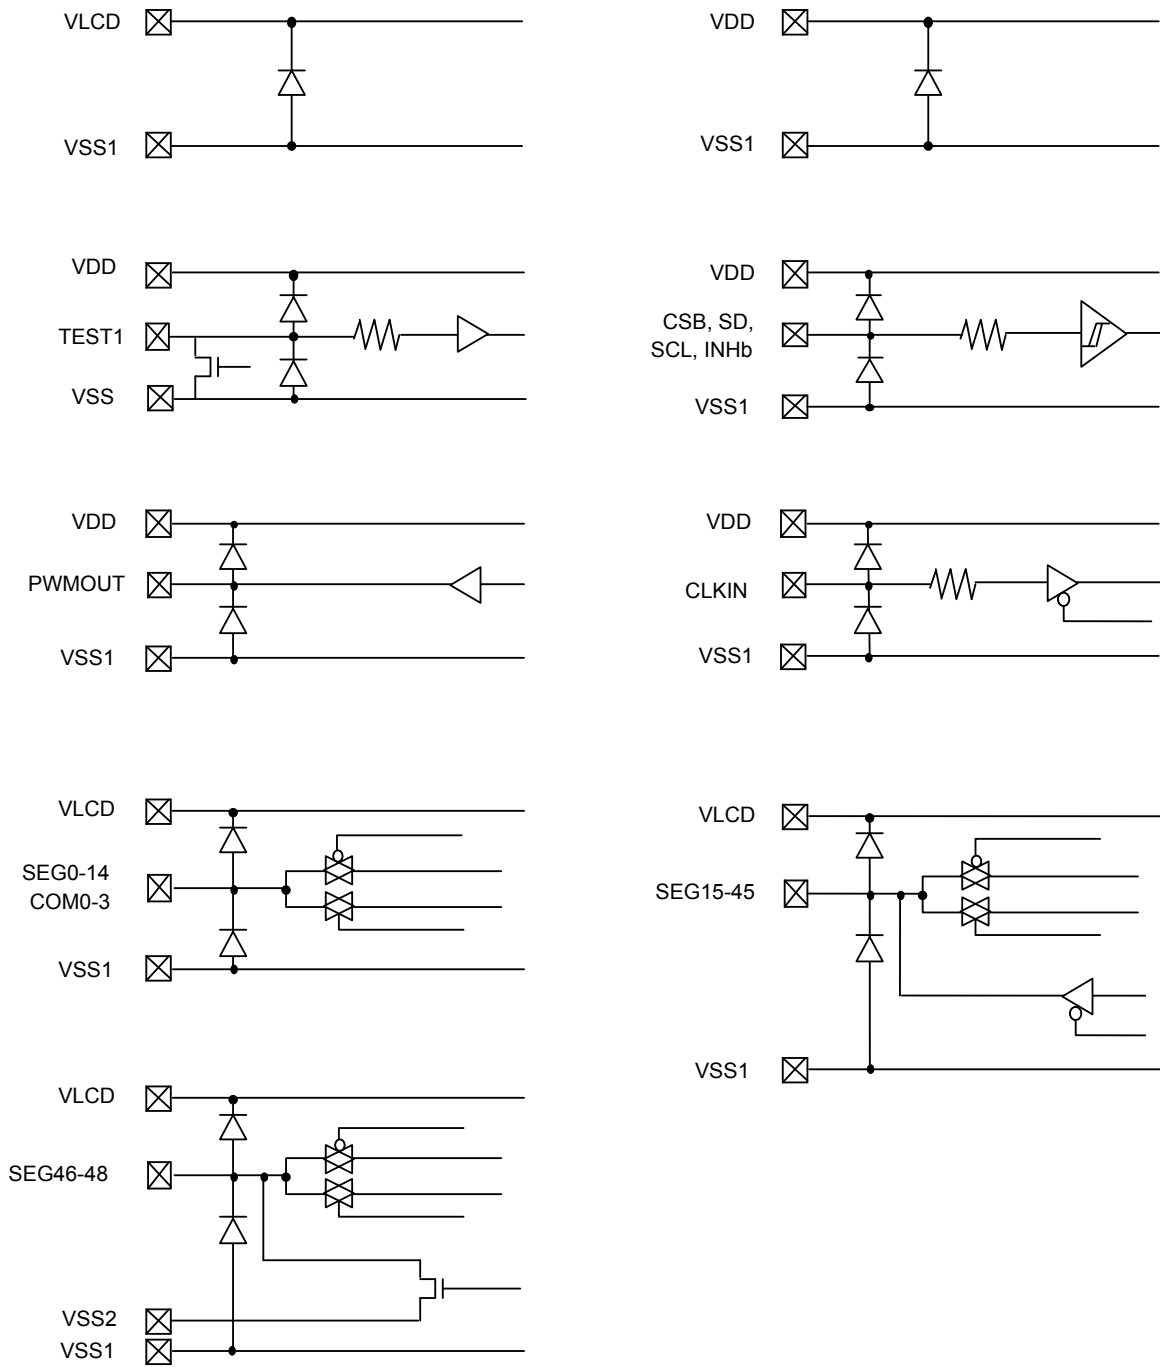 VLCD
VSS1
VDD
VSS1
VDD
TEST1
VSS
VDD
CSB, SD,
SCL, INHb
VSS1
VDD
PWMOUT
VSS1
VDD
CLKIN
VSS1
VLCD
SEG0-14
COM0-3
VSS1
VLCD
SEG15-45
VSS1
VLCD
SEG46-48
VSS2
VSS1